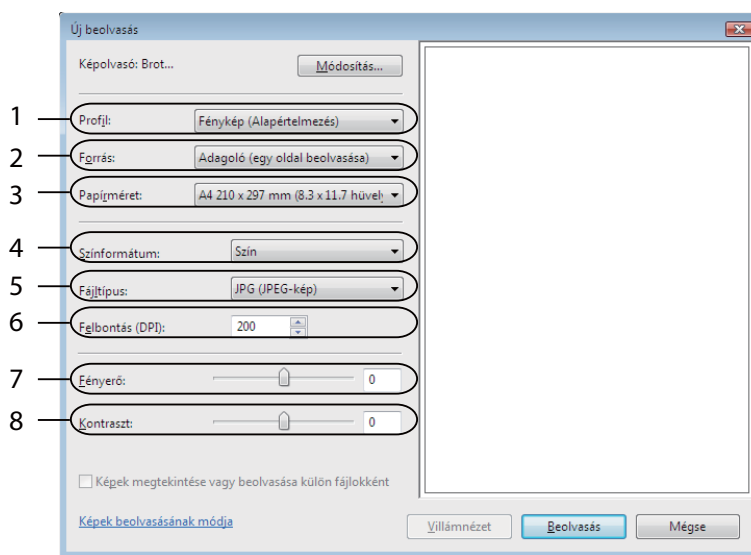 Új beolvasás
Képolvasó: Brot... Módosítás...
1 Profil: Fénykép (Alapértelmezés)
2 Forrás: Adagoló (egy oldal beolvasása)
3 Papírméret: A4 210 x 297 mm (8.3 x 11.7 hüvely
4 Színformátum: Szín
5 Fájltípus: JPG (JPEG-kép)
6 Felbontás (DPI): 200
7 Fényerő: 0
8 Kontraszt: 0
Képek megtekintése vagy beolvasása külön fájlokként
Képek beolvasásának módja
Villámnézet Beolvasás Mégse